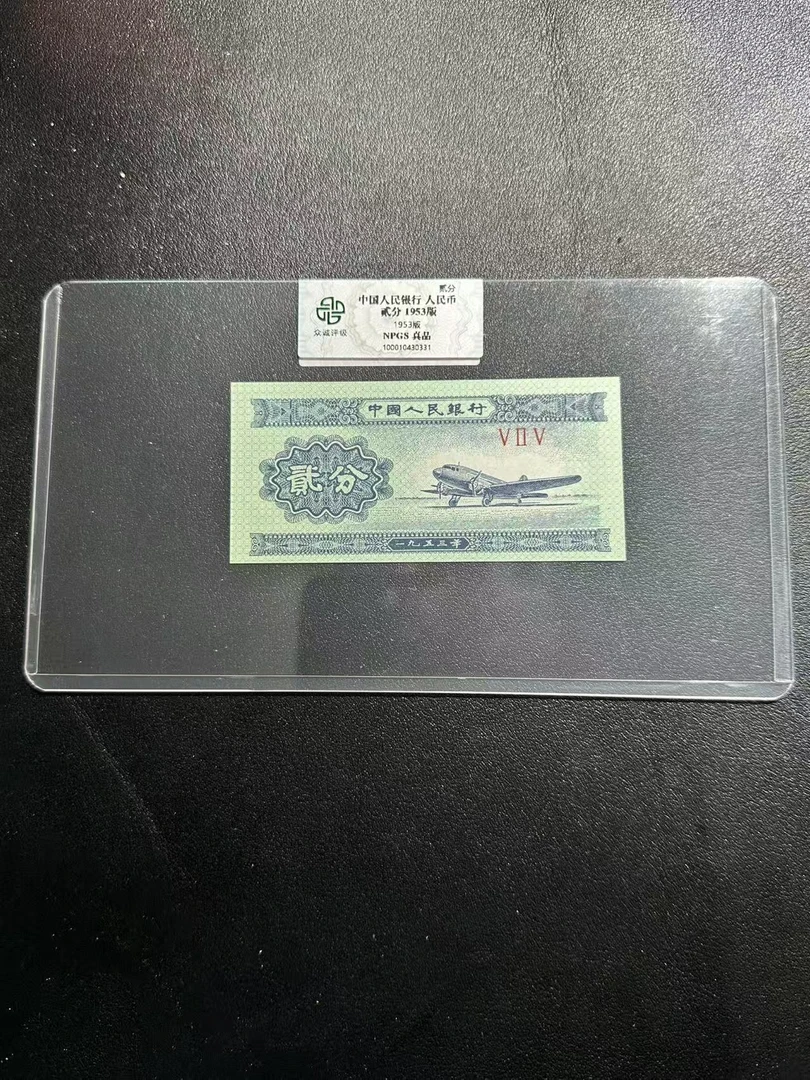 贰分
中国人民银行 人民币
贰分 1953版
1953版
众诚评级
NPGS 真品
100010430331
中國人民銀行
V II V
貳分
一九五三年